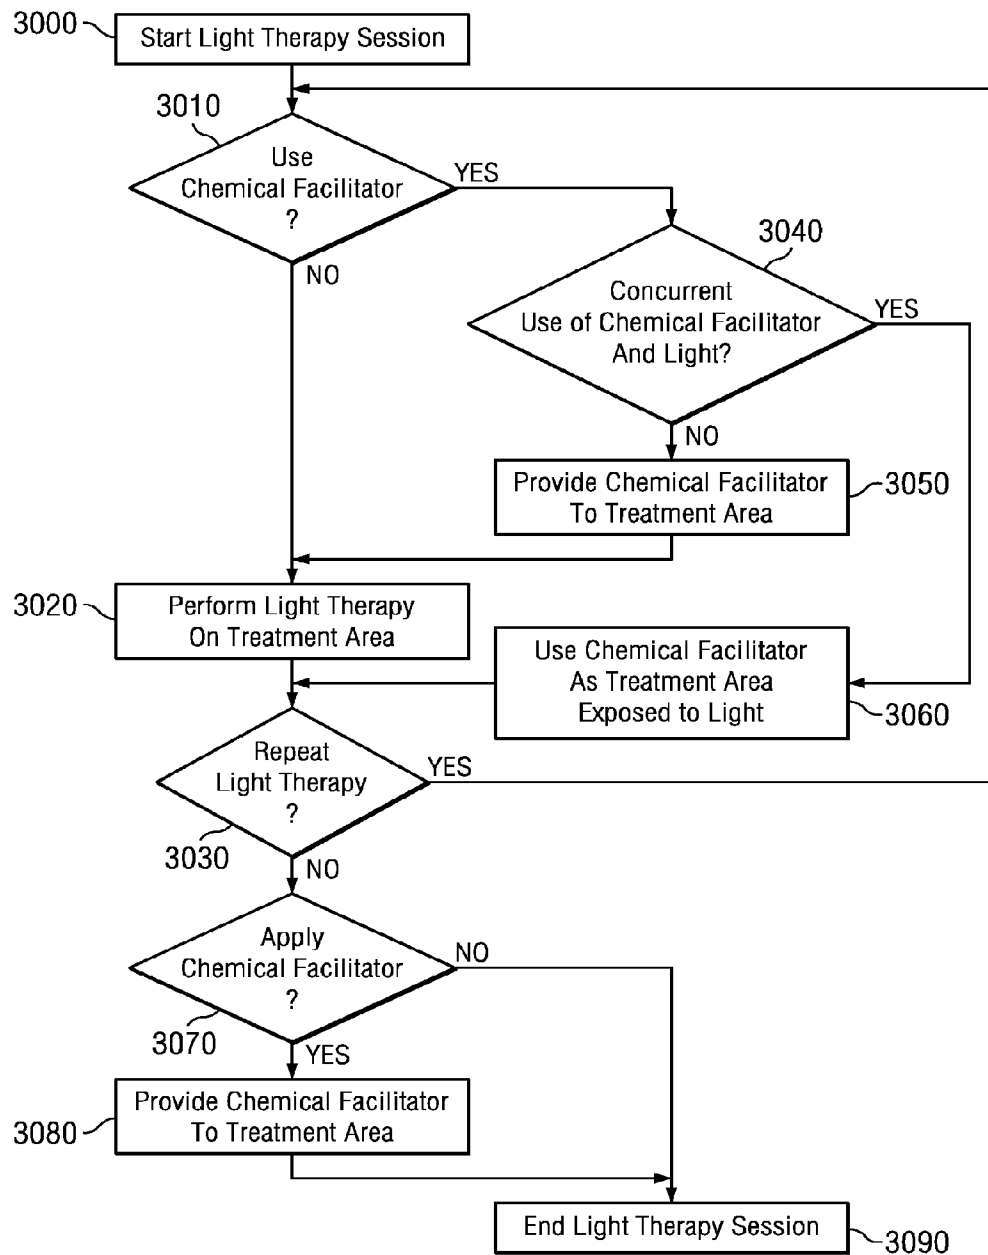 3000
Start Light Therapy Session
3010
Use
Chemical Facilitator
?
YES
NO
3040
Concurrent
Use of Chemical Facilitator
And Light?
YES
NO
Provide Chemical Facilitator
To Treatment Area
3050
3020
Perform Light Therapy
On Treatment Area
Use Chemical Facilitator
As Treatment Area
Exposed to Light
3060
Repeat
Light Therapy
?
YES
3030
NO
Apply
Chemical Facilitator
?
NO
3070
YES
Provide Chemical Facilitator
To Treatment Area
3080
End Light Therapy Session
3090